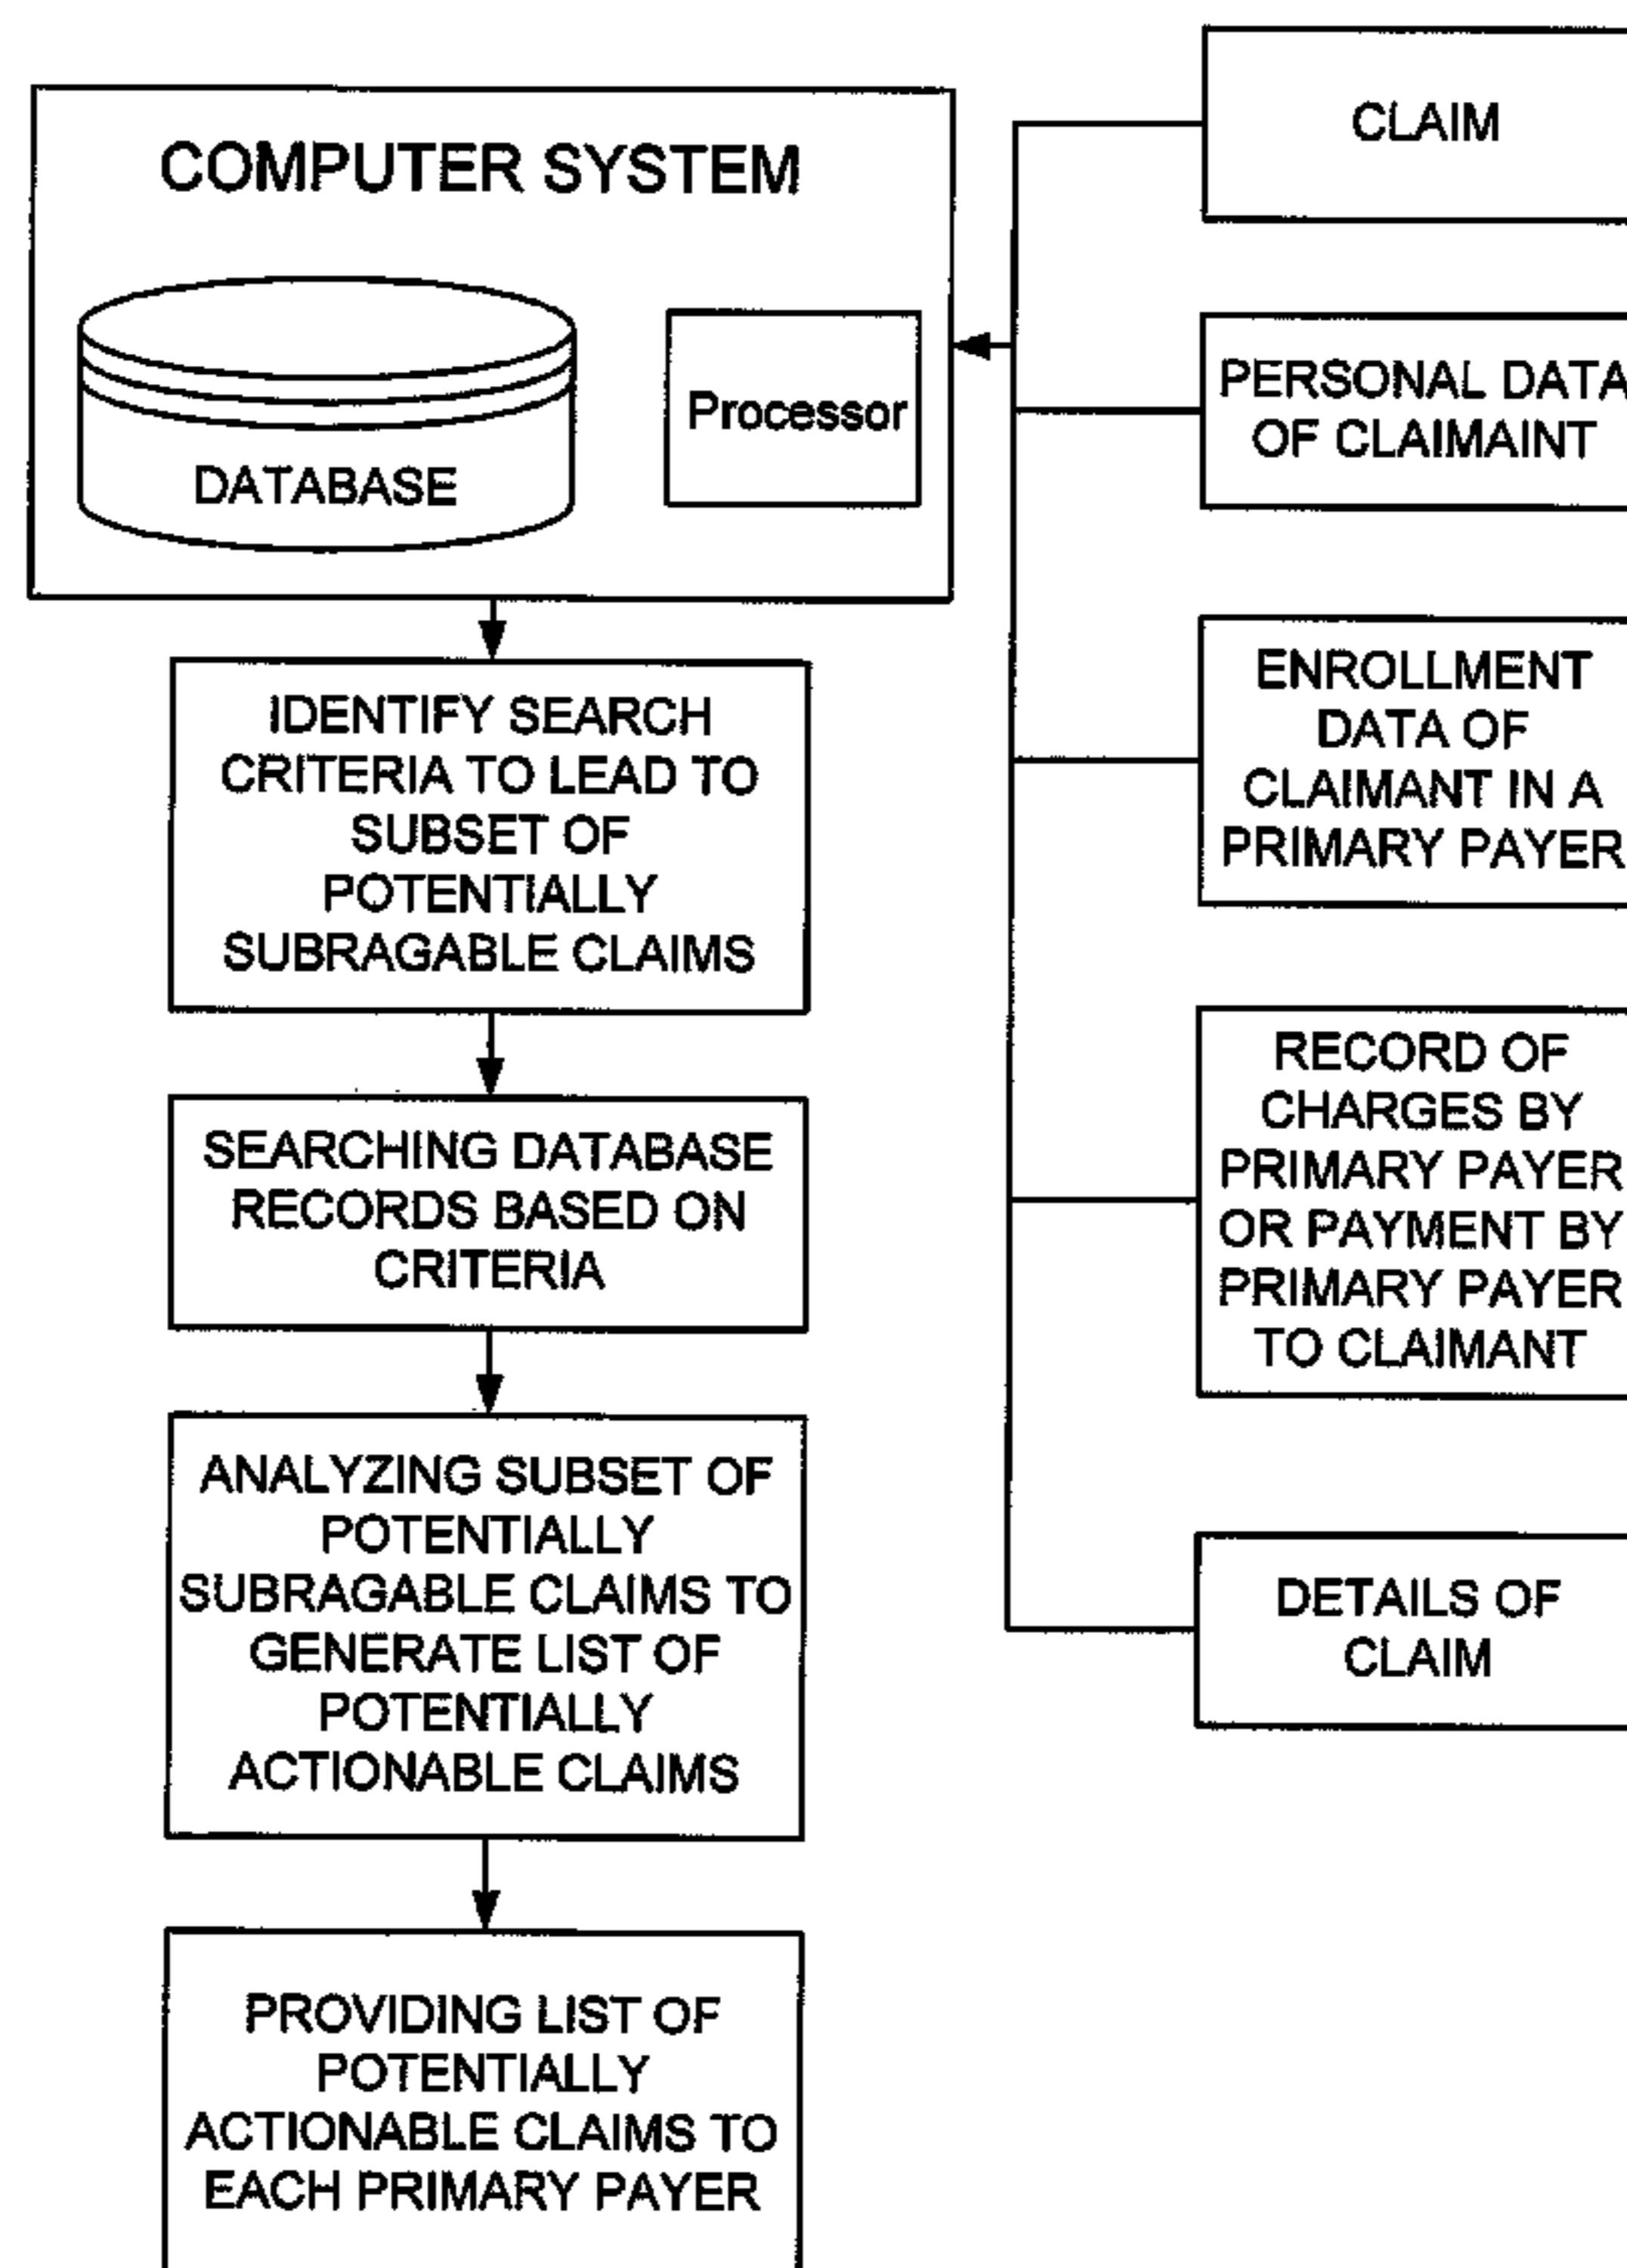 COMPUTER SYSTEM
DATABASE
Processor
IDENTIFY SEARCH
CRITERIA TO LEAD TO
SUBSET OF
POTENTIALLY
SUBRAGABLE CLAIMS
SEARCHING DATABASE
RECORDS BASED ON
CRITERIA
ANALYZING SUBSET OF
POTENTIALLY
SUBRAGABLE CLAIMS TO
GENERATE LIST OF
POTENTIALLY
ACTIONABLE CLAIMS
PROVIDING LIST OF
POTENTIALLY
ACTIONABLE CLAIMS TO
EACH PRIMARY PAYER
CLAIM
PERSONAL DATA
OF CLAIMAINT
ENROLLMENT
DATA OF
CLAIMANT IN A
PRIMARY PAYER
RECORD OF
CHARGES BY
PRIMARY PAYER
OR PAYMENT BY
PRIMARY PAYER
TO CLAIMANT
DETAILS OF
CLAIM